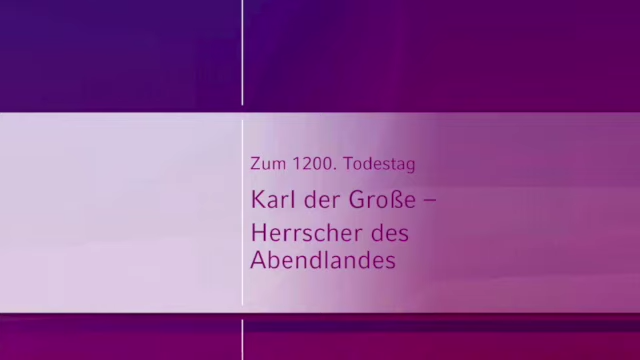 Zum 1200. Todestag
Karl der Große –
Herrscher des
Abendlandes